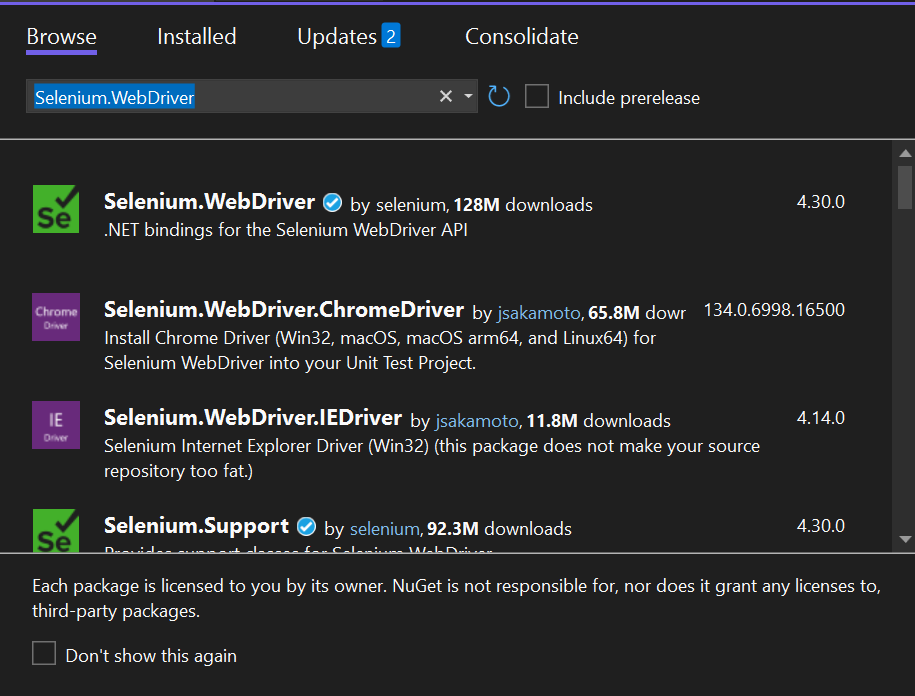 Browse Installed Updates 2 Consolidate
Selenium.WebDriver Include prerelease
Se Selenium.WebDriver by selenium, 128M downloads 4.30.0
.NET bindings for the Selenium WebDriver API
Chrome Driver Selenium.WebDriver.ChromeDriver by jsakamoto, 65.8M dowr 134.0.6998.16500
Install Chrome Driver (Win32, macOS, macOS arm64, and Linux64) for
Selenium WebDriver into your Unit Test Project.
IE Driver Selenium.WebDriver.IEDriver by jsakamoto, 11.8M downloads 4.14.0
Selenium Internet Explorer Driver (Win32) (this package does not make your source
repository too fat.)
Se Selenium.Support by selenium, 92.3M downloads 4.30.0
Provides support classes for Selenium WebDriver
Each package is licensed to you by its owner. NuGet is not responsible for, nor does it grant any licenses to,
third-party packages.
Don't show this again